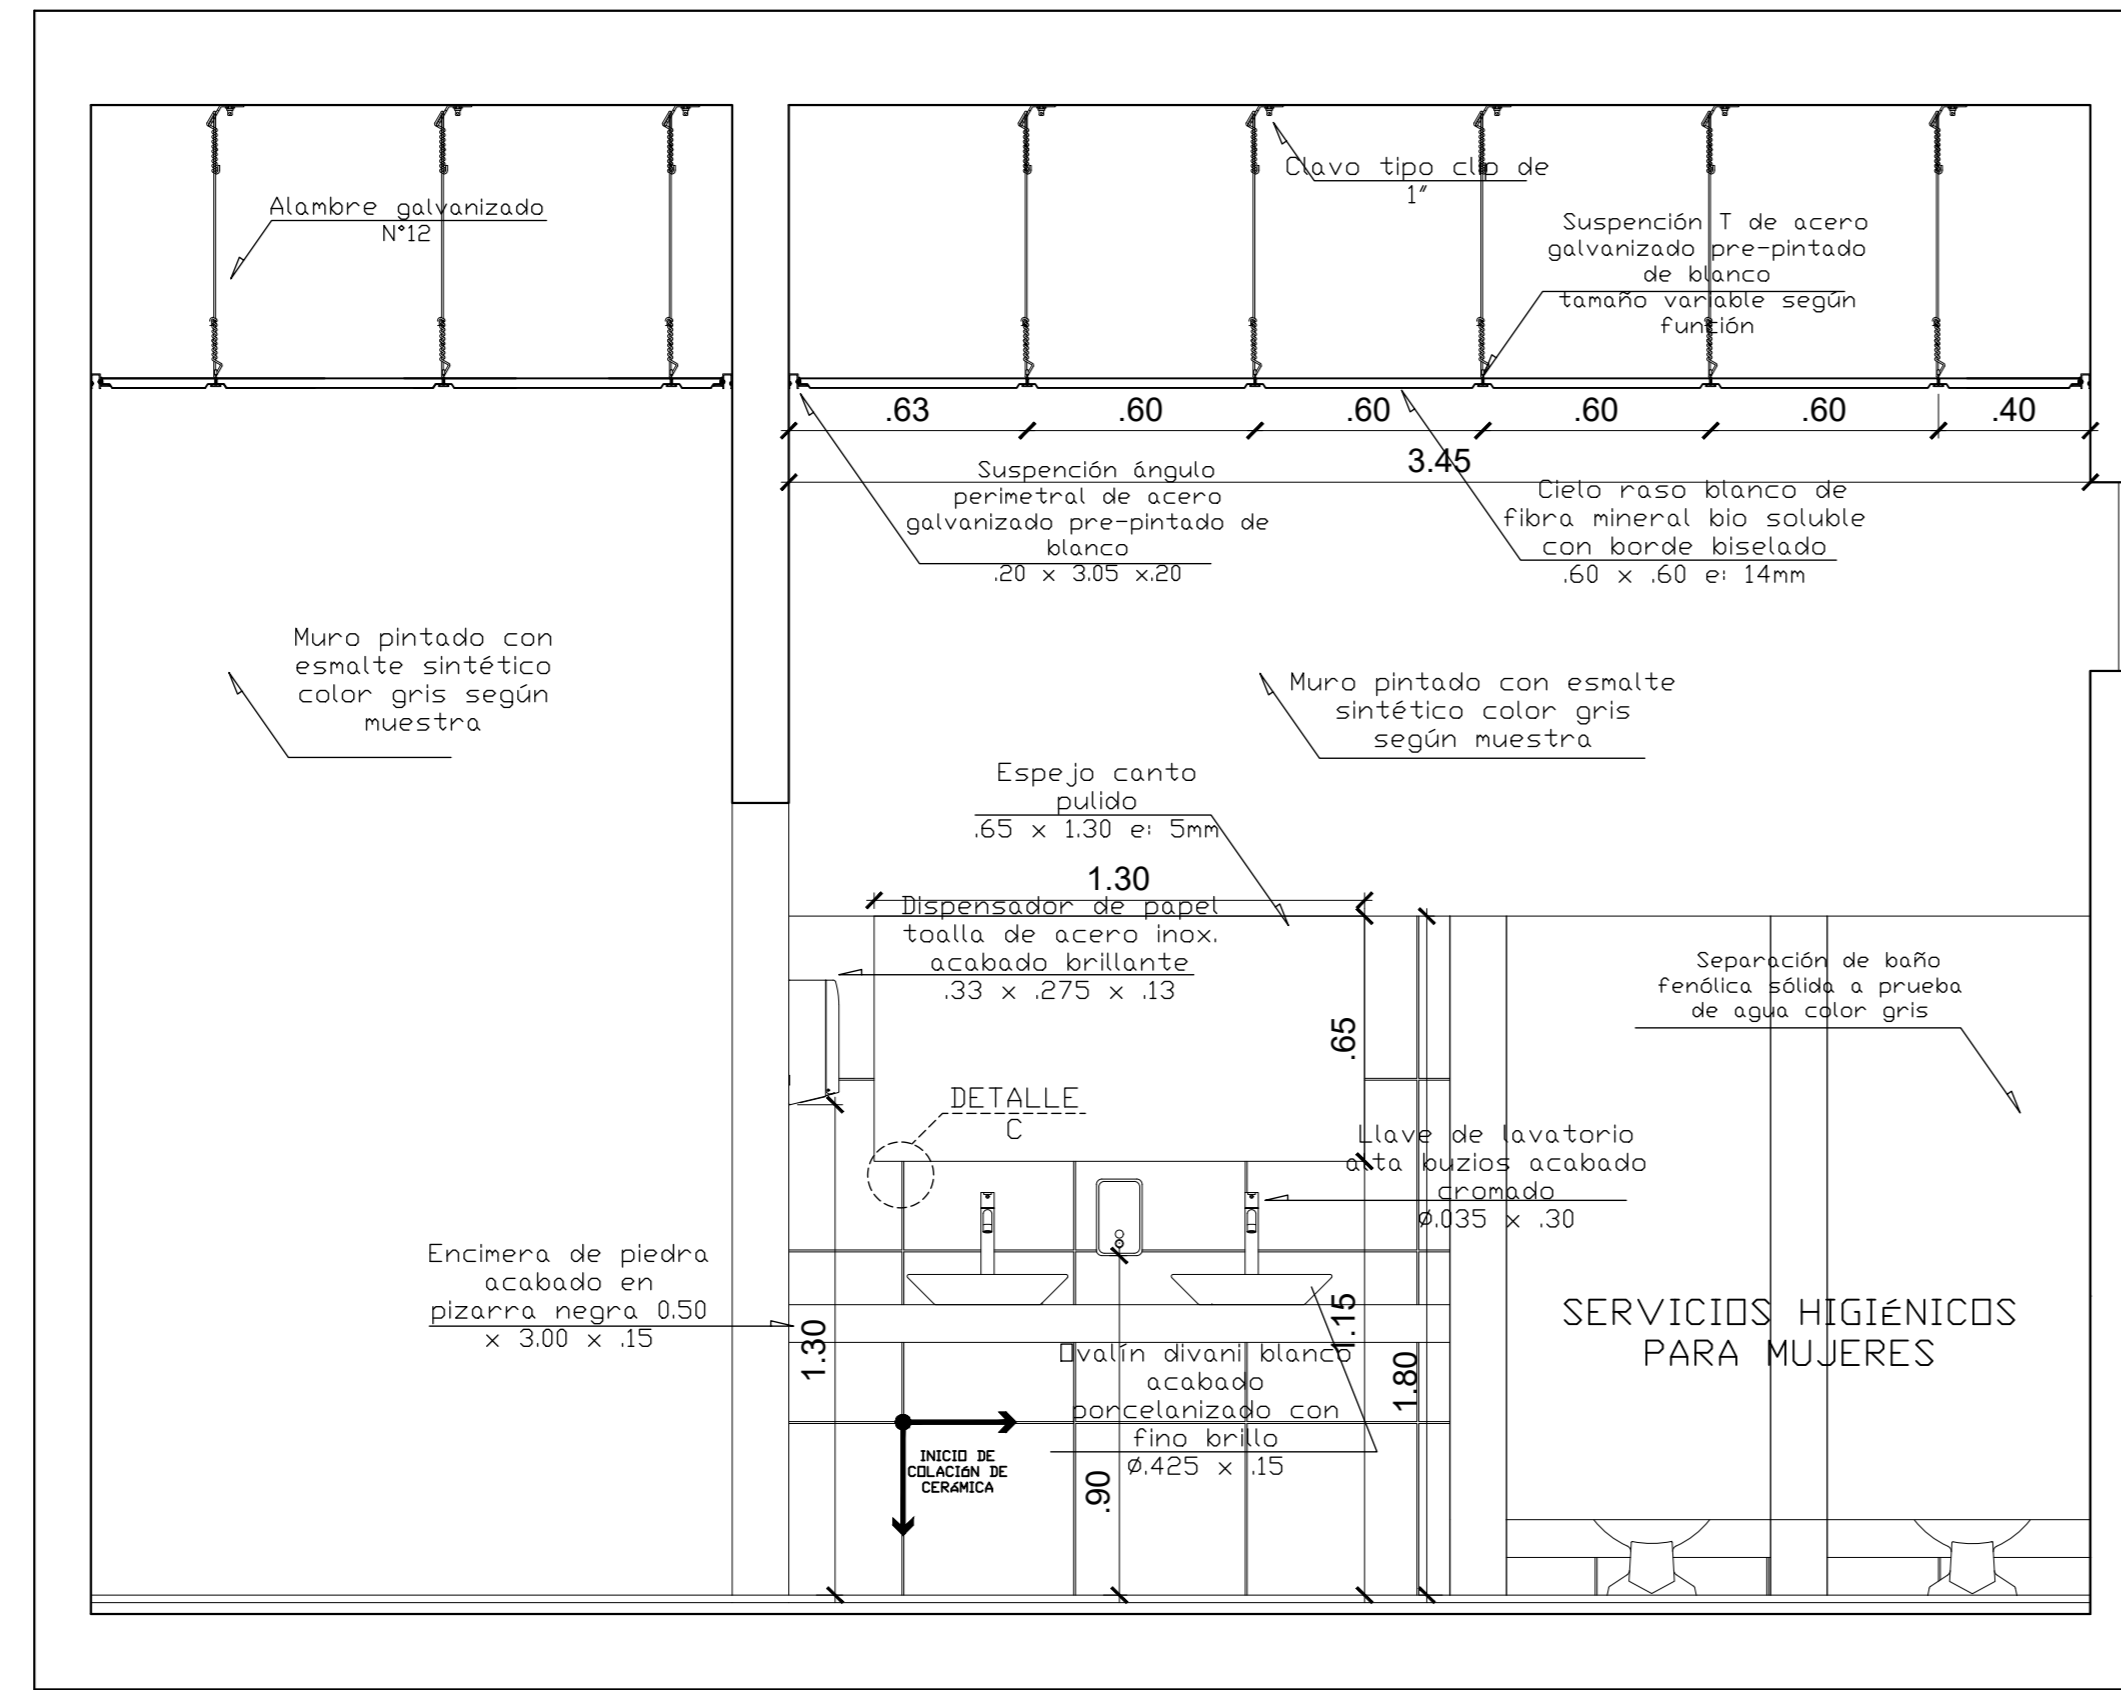 Clavo tipo clip de
1"
Alambre galvanizado
N°12
Suspención T de acero
galvanizado pre-pintado
de blanco
tamaño variable según
función
.63
.60
.60
.60
.60
.40
3.45
Suspención ángulo
perimetral de acero
galvanizado pre-pintado de
blanco
.20 x 3.05 x.20
Cielo raso blanco de
fibra mineral bio soluble
con borde biselado
.60 x .60 e: 14mm
Muro pintado con
esmalte sintético
color gris según
muestra
Muro pintado con esmalte
sintético color gris
según muestra
Espejo canto
pulido
.65 x 1.30 e: 5mm
1.30
Dispensador de papel
toalla de acero inox.
acabado brillante
.33 x .275 x .13
Separación de baño
fenólica sólida a prueba
de agua color gris
.65
DETALLE
C
Llave de lavatorio
alta buzios acabado
cromado
Ø.035 x .30
Encimera de piedra
acabado en
pizarra negra 0.50
x 3.00 x .15
1.30
1.15
1.80
.90
Ovalín divani blanco
acabado
porcelanizado con
fino brillo
Ø.425 x .15
SERVICIOS HIGIéNICOS
PARA MUJERES
INICIO DE
COLACIóN DE
CERáMICA